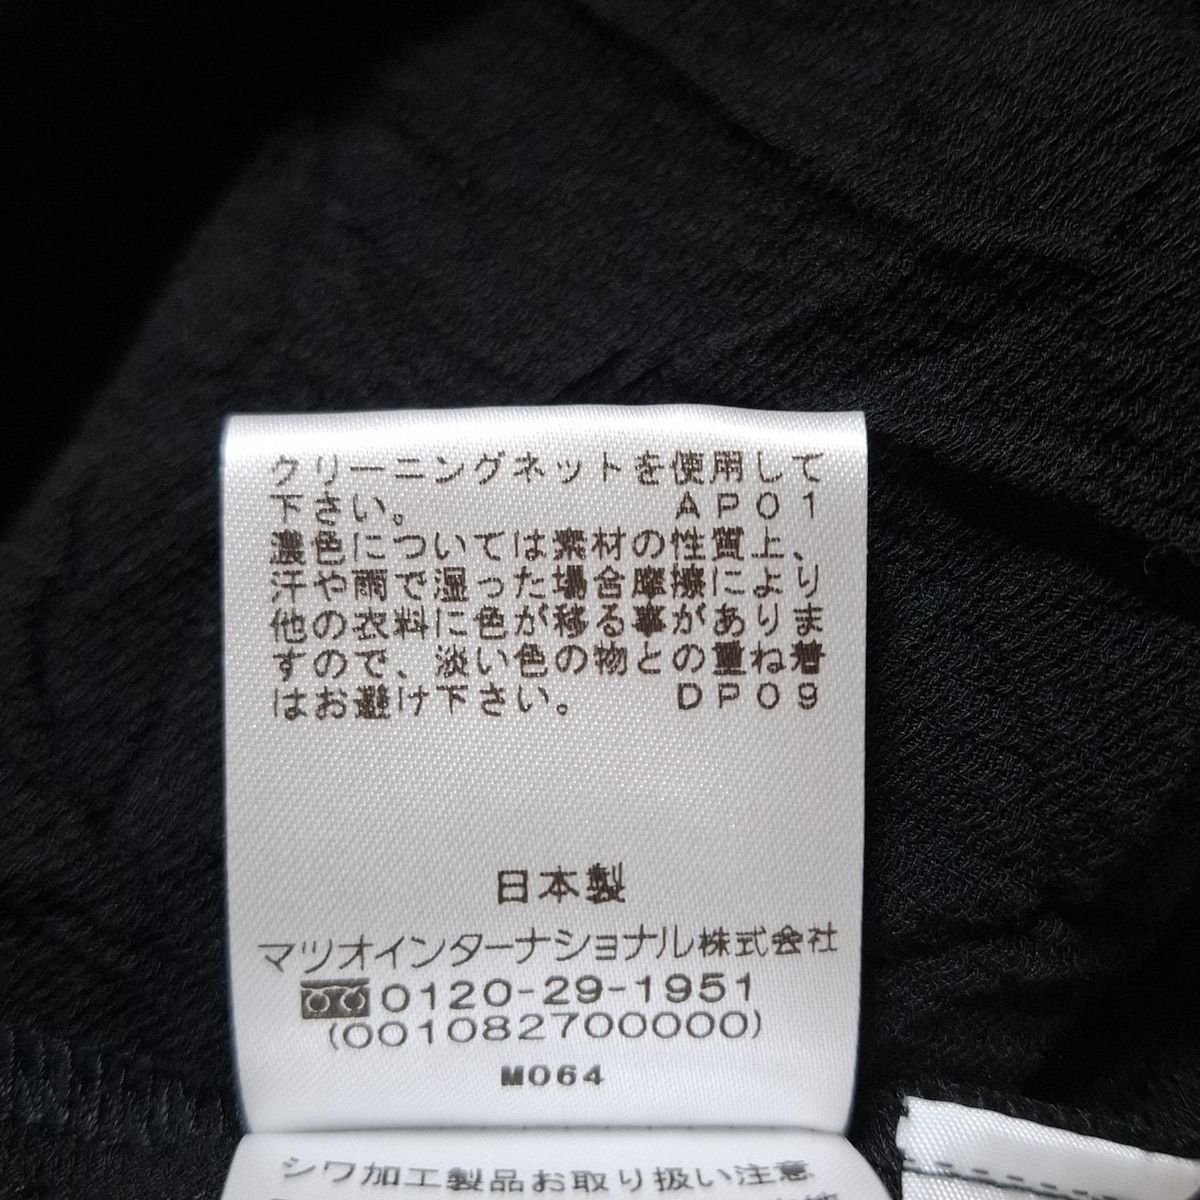 クリーニングネットを使用して
下さい。 AP01
濃色については素材の性質上、
汗や雨で湿った場合摩擦により
他の衣料に色が移る事がありま
すので、淡い色の物との重ね着
はお避け下さい。 DP09
日本製
マツオインターナショナル株式会社
0120-29-1951
(001082700000)
M064
シワ加工製品お取り扱い注意